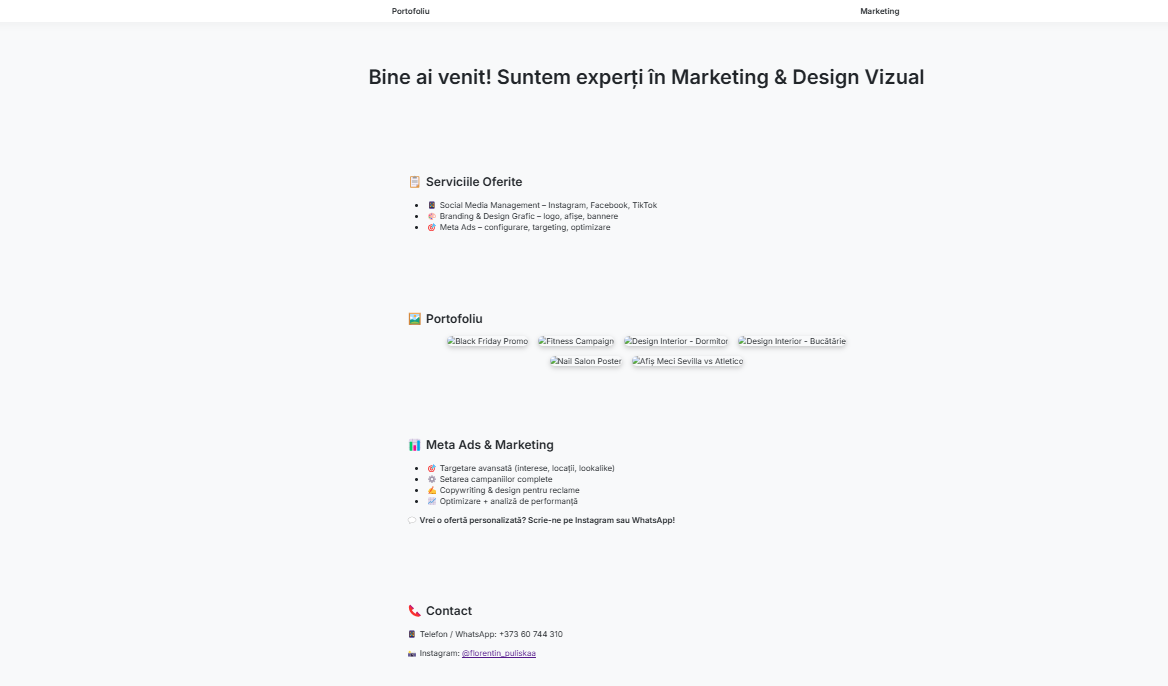 Portofoliu Marketing
Bine ai venit! Suntem experți în Marketing & Design Vizual
📋 Serviciile Oferite
• 📱 Social Media Management – Instagram, Facebook, TikTok
• 🎨 Branding & Design Grafic – logo, afișe, bannere
• 🎯 Meta Ads – configurare, targeting, optimizare
🖼️ Portofoliu
Black Friday Promo Fitness Campaign Design Interior - Dormitor Design Interior - Bucătărie
Nail Salon Poster Afiș Meci Sevilla vs Atletico
📊 Meta Ads & Marketing
• 🎯 Targetare avansată (interese, locații, lookalike)
• ⚙️ Setarea campaniilor complete
• ✍️ Copywriting & design pentru reclame
• 📈 Optimizare + analiză de performanță
💬 Vrei o ofertă personalizată? Scrie-ne pe Instagram sau WhatsApp!
📞 Contact
📱 Telefon / WhatsApp: +373 60 744 310
📸 Instagram: @florentin_puliskaa